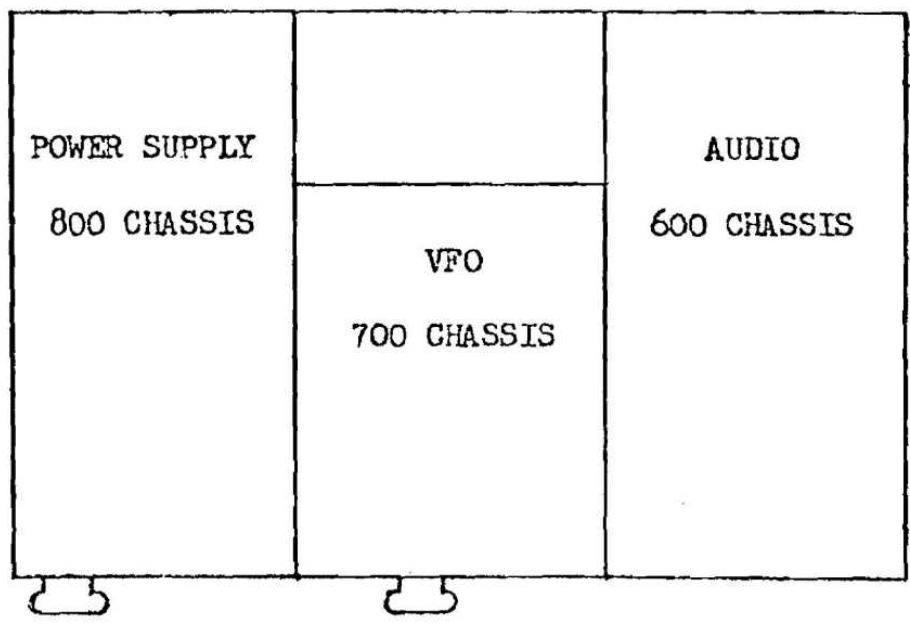 POWER SUPPLY
800 CHASSIS
VFO
700 CHASSIS
AUDIO
600 CHASSIS